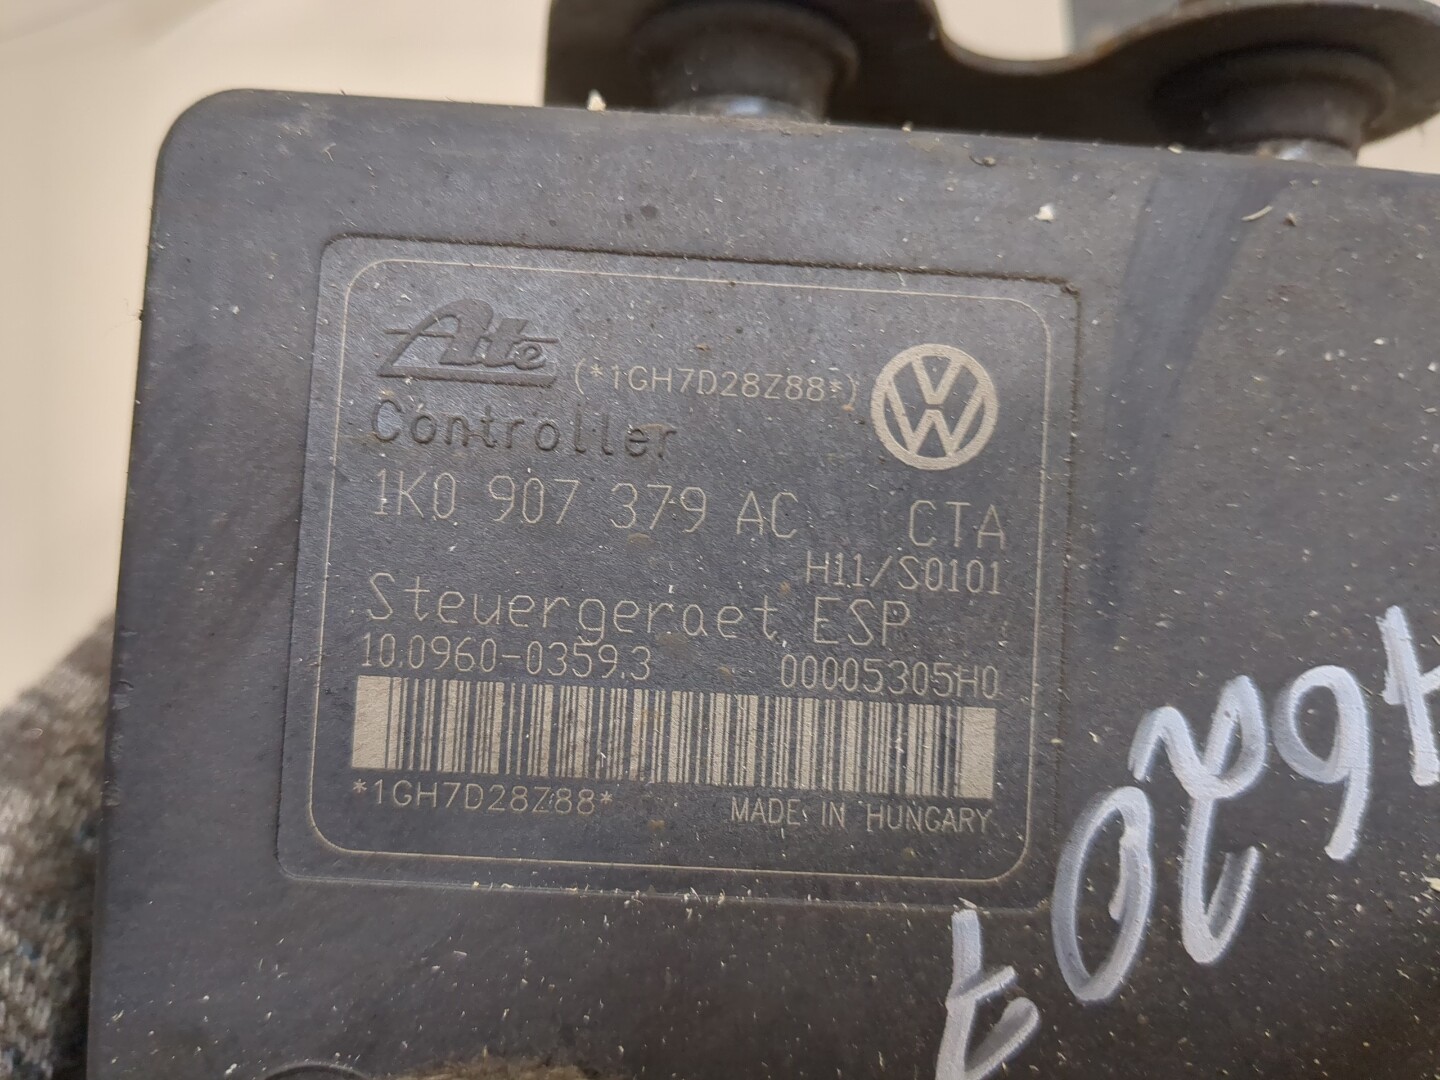 Ate (*1GH7D28Z88*)
Controller
1K0 907 379 AC CTA
H11/S0101
Steuergeraet ESP
10.0960-0359.3 00005305H0
*1GH7D28Z88* MADE IN HUNGARY